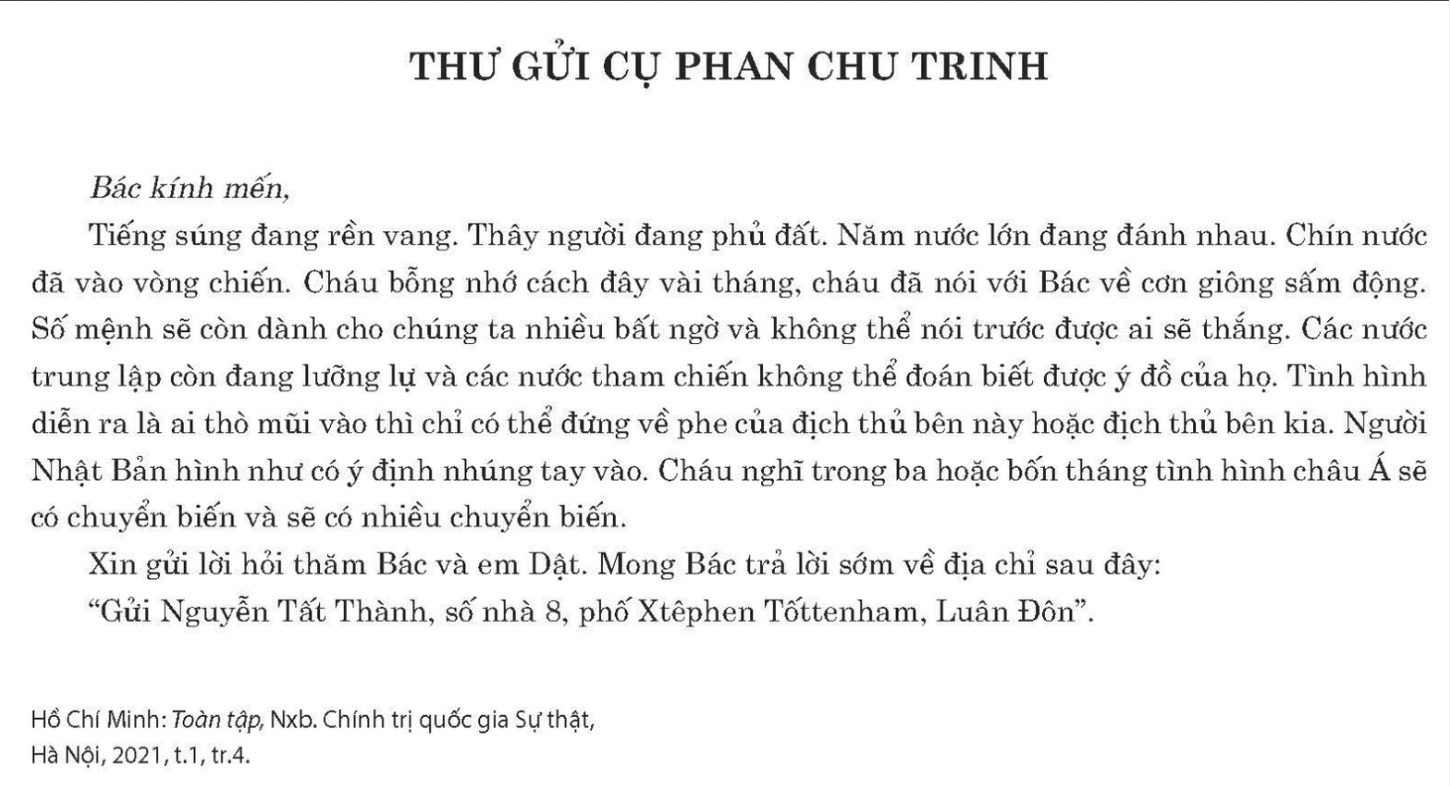 THƯ GỬI CỤ PHAN CHU TRINH
Bác kính mến,
Tiếng súng đang rền vang. Thây người đang phủ đất. Năm nước lớn đang đánh nhau. Chín nước
đã vào vòng chiến. Cháu bỗng nhớ cách đây vài tháng, cháu đã nói với Bác về cơn giông sấm động.
Số mệnh sẽ còn dành cho chúng ta nhiều bất ngờ và không thể nói trước được ai sẽ thắng. Các nước
trung lập còn đang lưỡng lự và các nước tham chiến không thể đoán biết được ý đồ của họ. Tình hình
diễn ra là ai thò mũi vào thì chỉ có thể đứng về phe của địch thủ bên này hoặc địch thủ bên kia. Người
Nhật Bản hình như có ý định nhúng tay vào. Cháu nghĩ trong ba hoặc bốn tháng tình hình châu Á sẽ
có chuyển biến và sẽ có nhiều chuyển biến.
Xin gửi lời hỏi thăm Bác và em Dật. Mong Bác trả lời sớm về địa chỉ sau đây:
“Gửi Nguyễn Tất Thành, số nhà 8, phố Xtêphen Tốttenham, Luân Đôn”.
Hồ Chí Minh: Toàn tập, Nxb. Chính trị quốc gia Sự thật,
Hà Nội, 2021, t.1, tr.4.